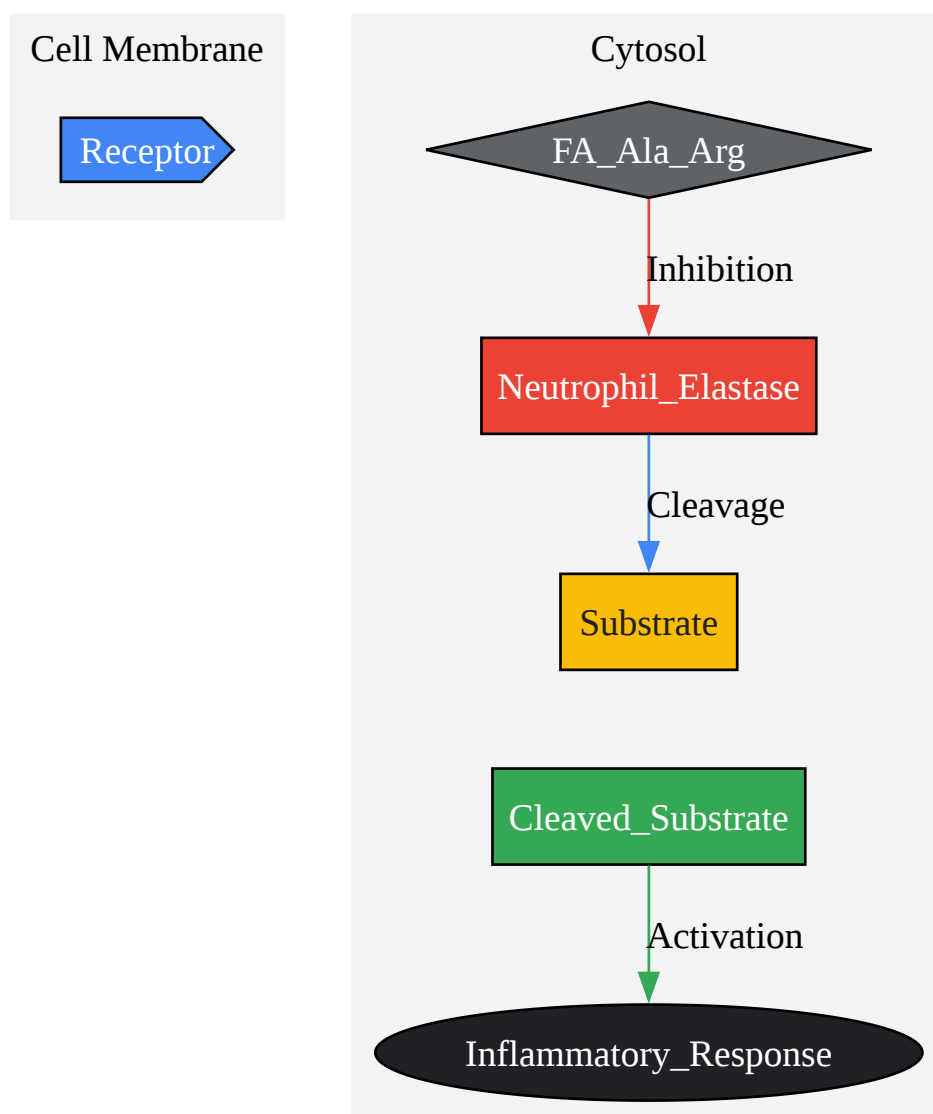 Cell Membrane
Receptor
Cytosol
FA_Ala_Arg
Inhibition
Neutrophil_Elastase
Cleavage
Substrate
Cleaved_Substrate
Activation
Inflammatory_Response